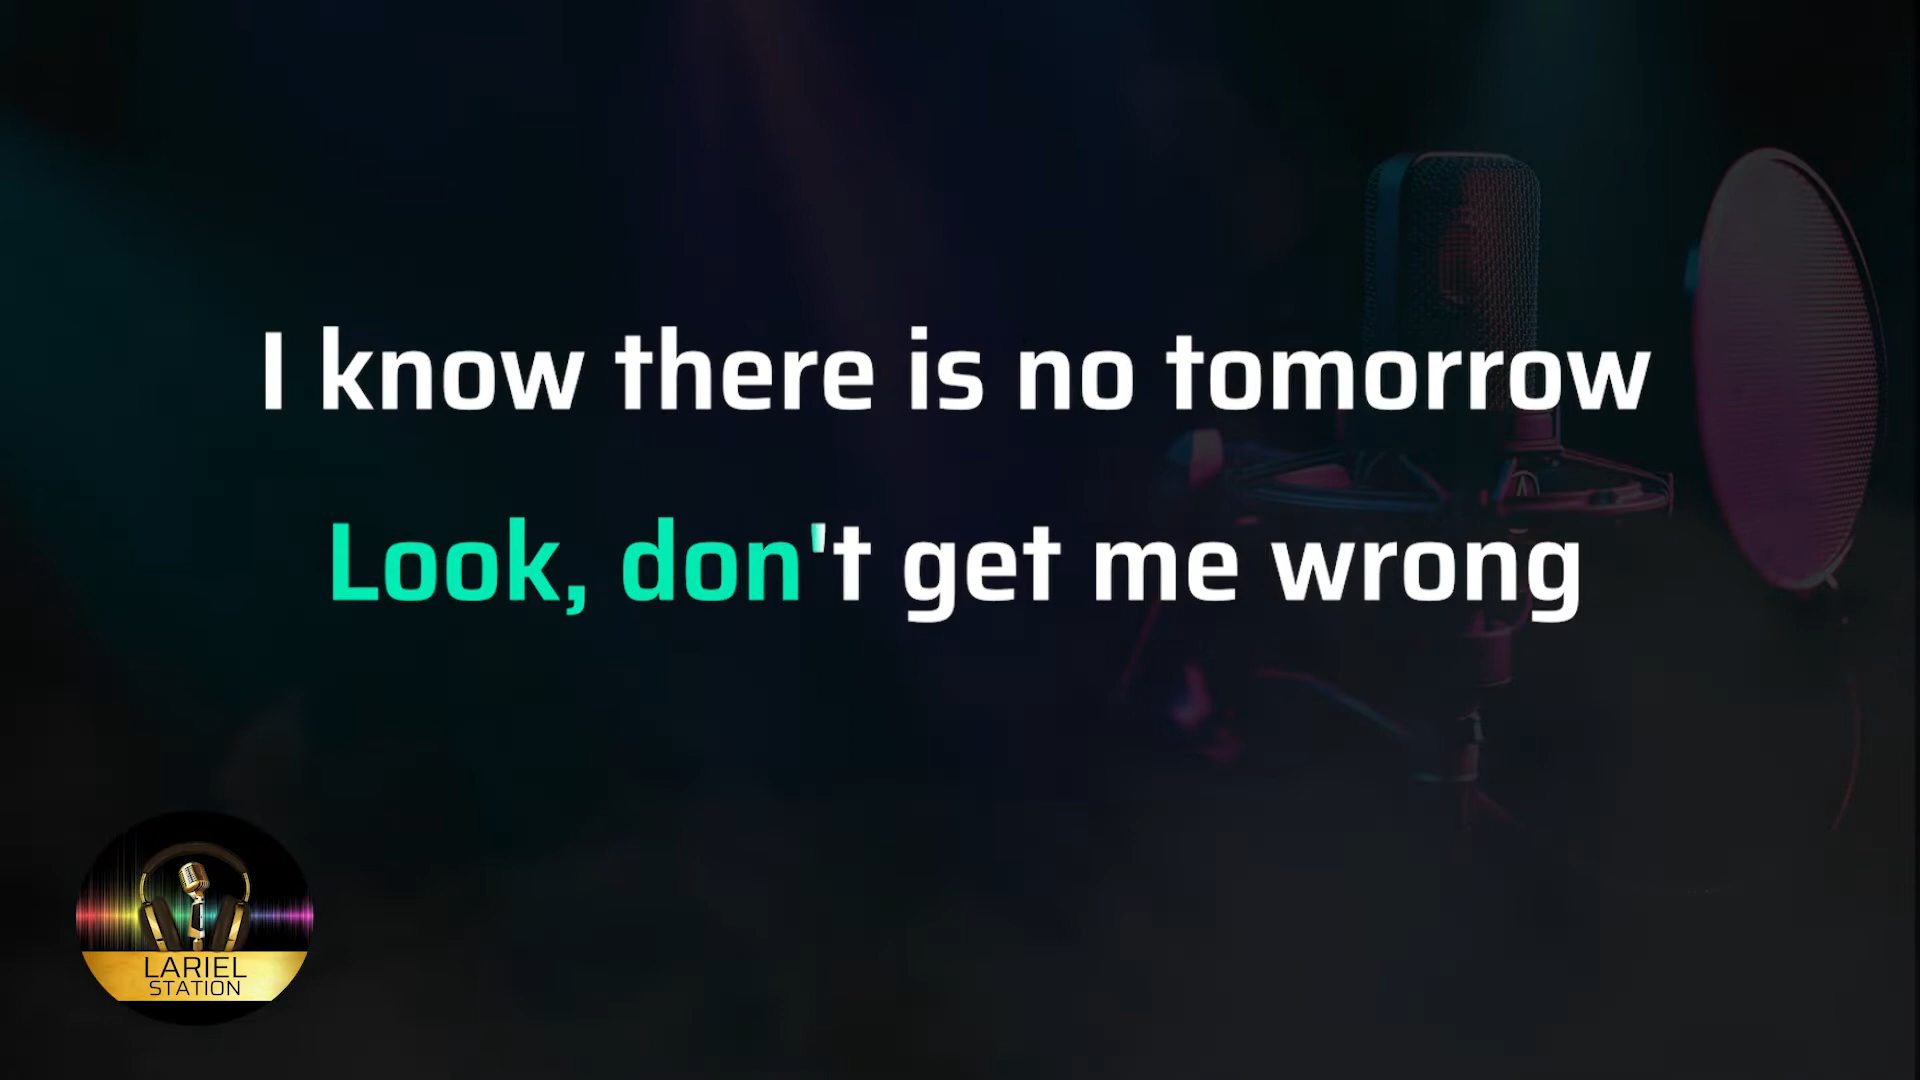 I know there is no tomorrow
Look, don't get me wrong
LARIEL
STATION